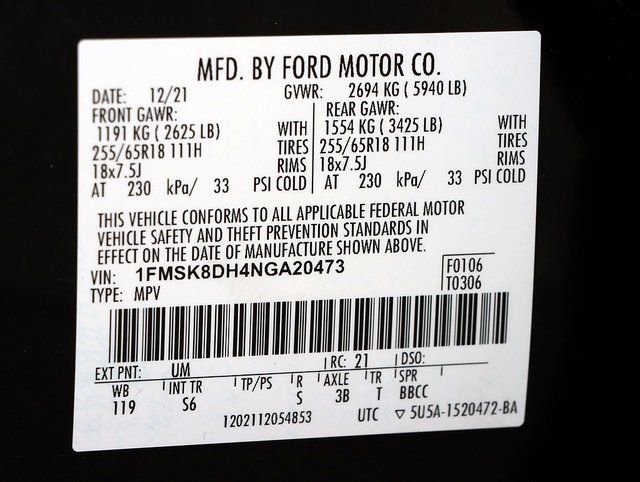 MFD. BY FORD MOTOR CO.
DATE: 12/21 GVWR: 2694 KG ( 5940 LB)
FRONT GAWR: REAR GAWR:
1191 KG ( 2625 LB) WITH 1554 KG ( 3425 LB) WITH
255/65R18 111H TIRES 255/65R18 111H TIRES
18x7.5J RIMS 18x7.5J RIMS
AT 230 kPa/ 33 PSI COLD AT 230 kPa/ 33 PSI COLD
THIS VEHICLE CONFORMS TO ALL APPLICABLE FEDERAL MOTOR
VEHICLE SAFETY AND THEFT PREVENTION STANDARDS IN
EFFECT ON THE DATE OF MANUFACTURE SHOWN ABOVE.
VIN: 1FMSK8DH4NGA20473 F0106
TYPE: MPV T0306
EXT PNT: UM RC: 21 DSO:
WB INT TR TP/PS R AXLE TR SPR
119 S6 S 3B T BBCC
1202112054853 UTC ▽ 5U5A-1520472-BA